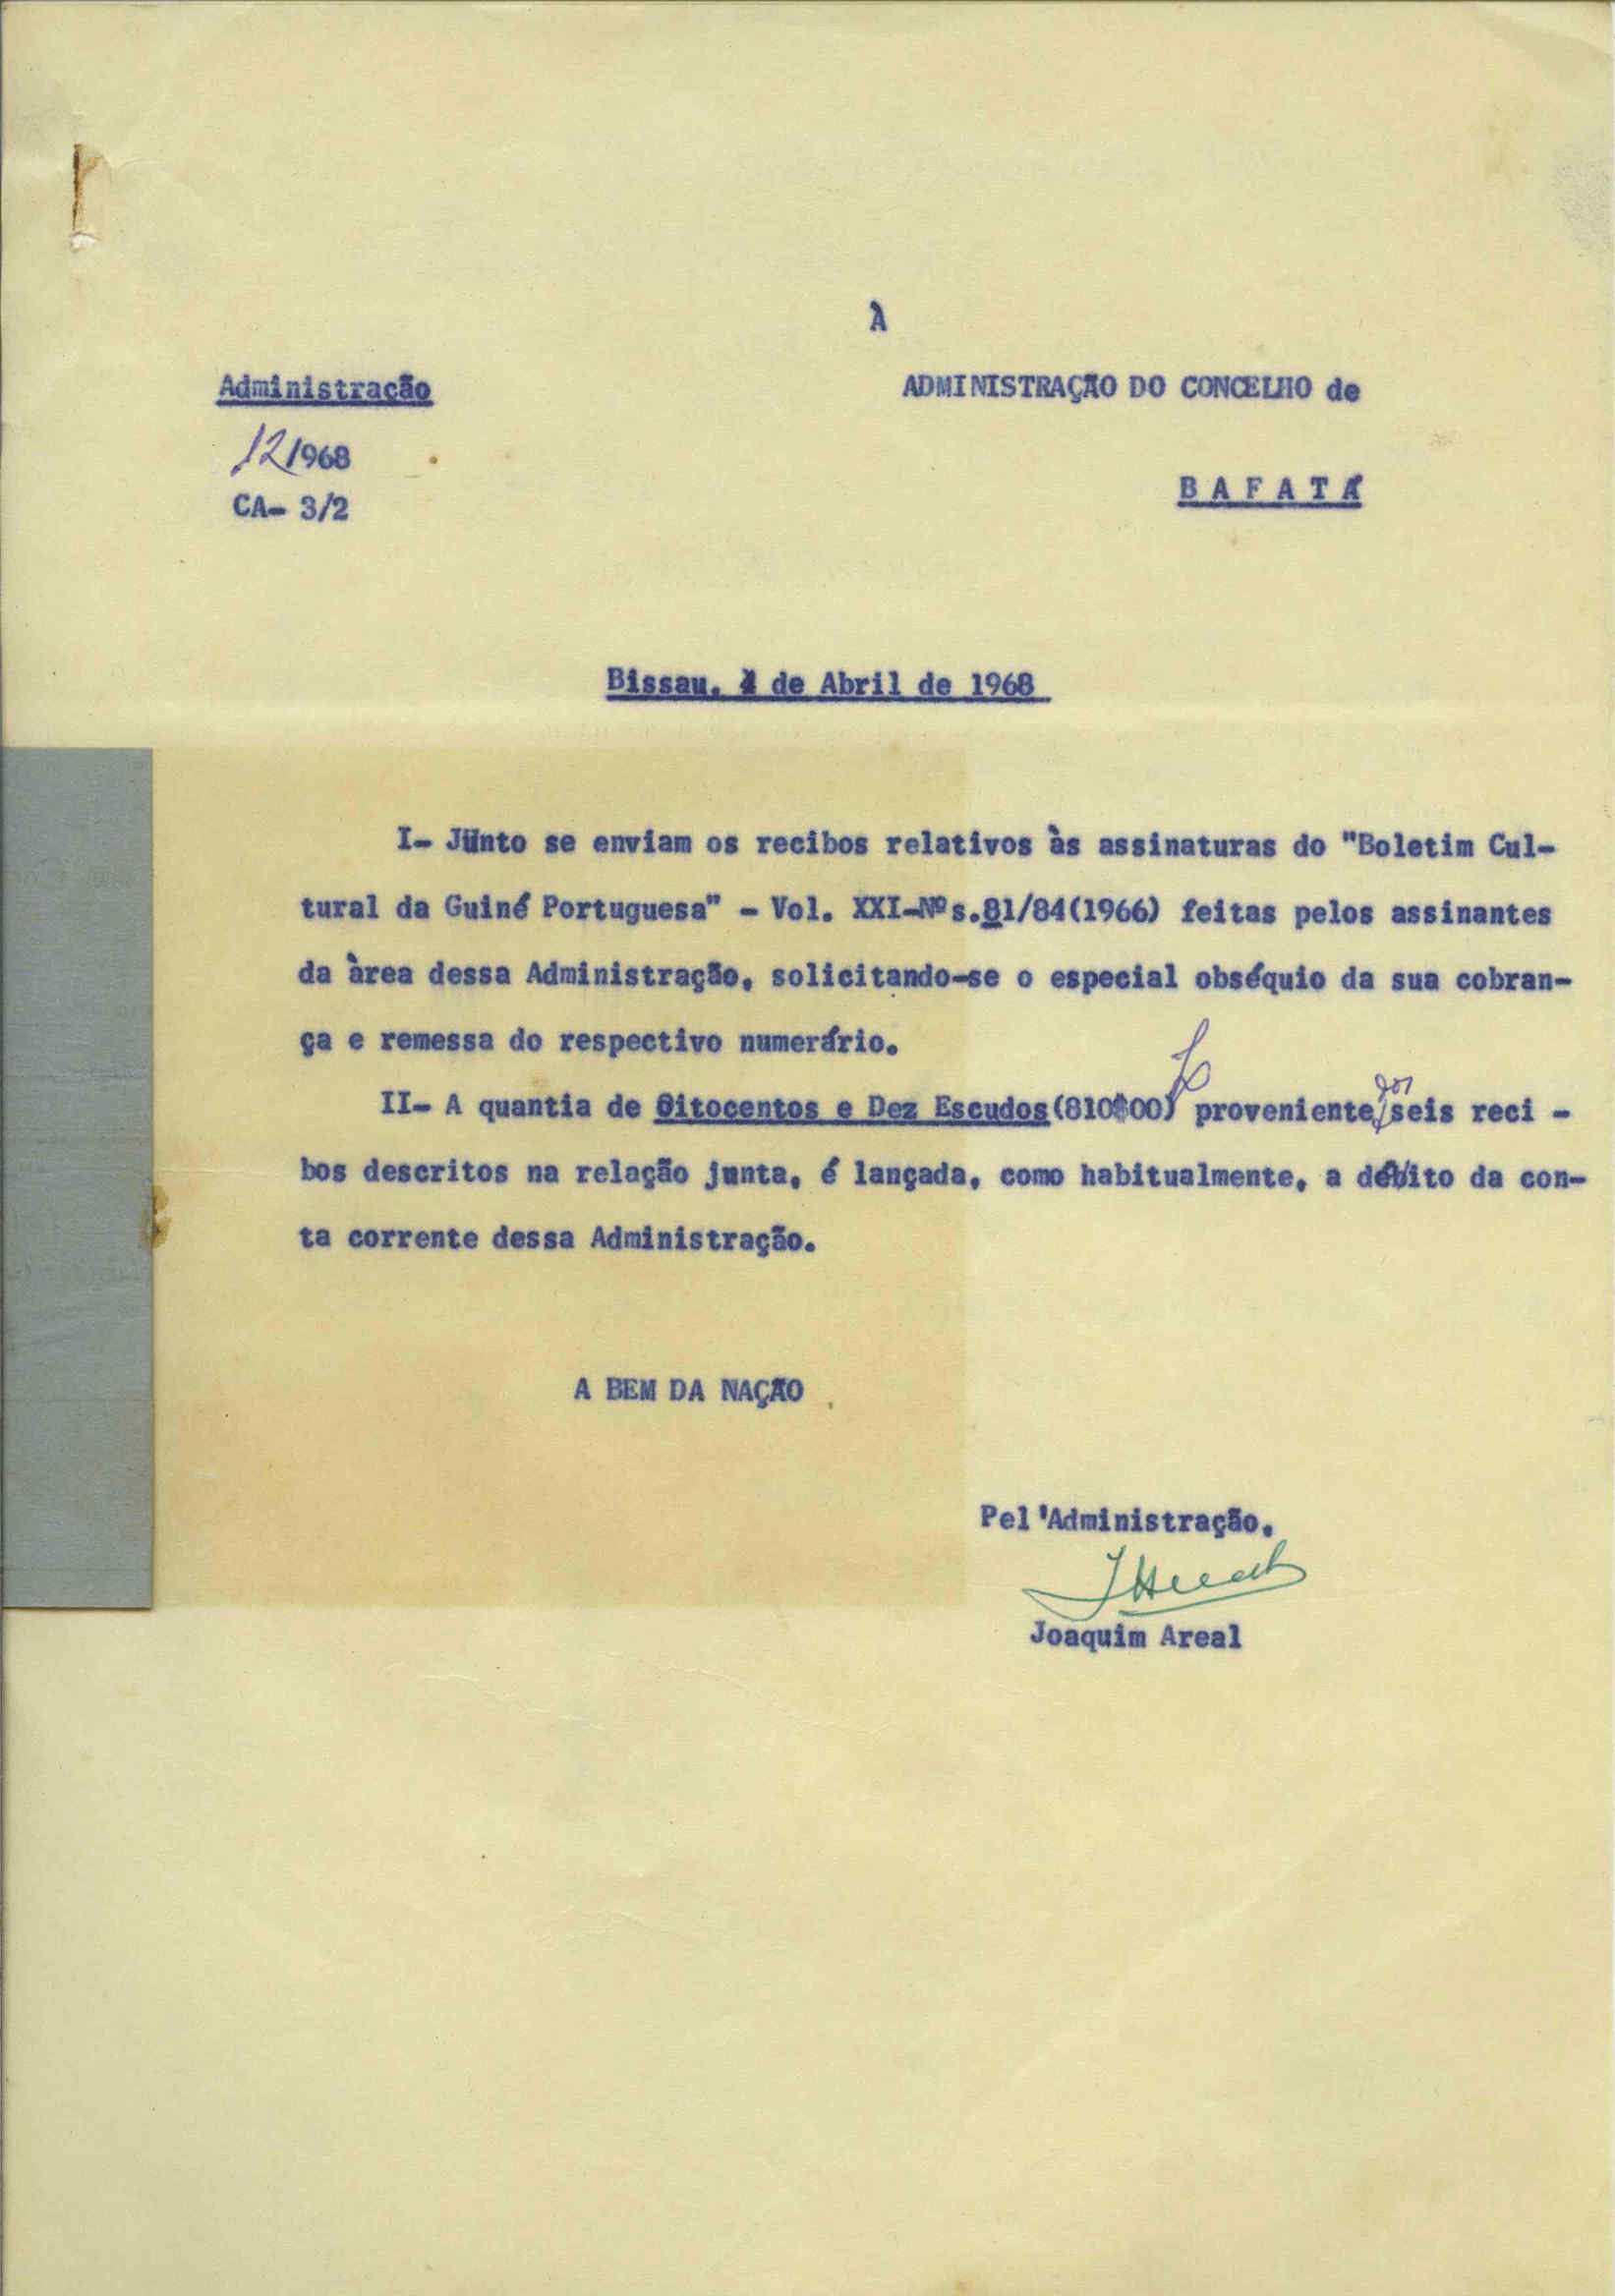 À
Administração
ADMINISTRAÇÃO DO CONCELHO de
12/1968
BAFATÁ
CA- 3/2
Bissau, de Abril de 1968
I- Junto se enviam os recibos relativos às assinaturas do "Boletim Cul-
tural da Guiné Portuguesa" - Vol. XXI-Nºs.81/84(1966) feitas pelos assinantes
da àrea dessa Administração, solicitando-se o especial obséquio da sua cobran-
ça e remessa do respectivo numerário.
II- A quantia de Oitocentos e Dez Escudos(810$00) proveniente dos seis reci -
bos descritos na relação junta, é lançada, como habitualmente, a débito da con-
ta corrente dessa Administração.
A BEM DA NAÇÃO
Pel'Administração,
Joaquim Areal